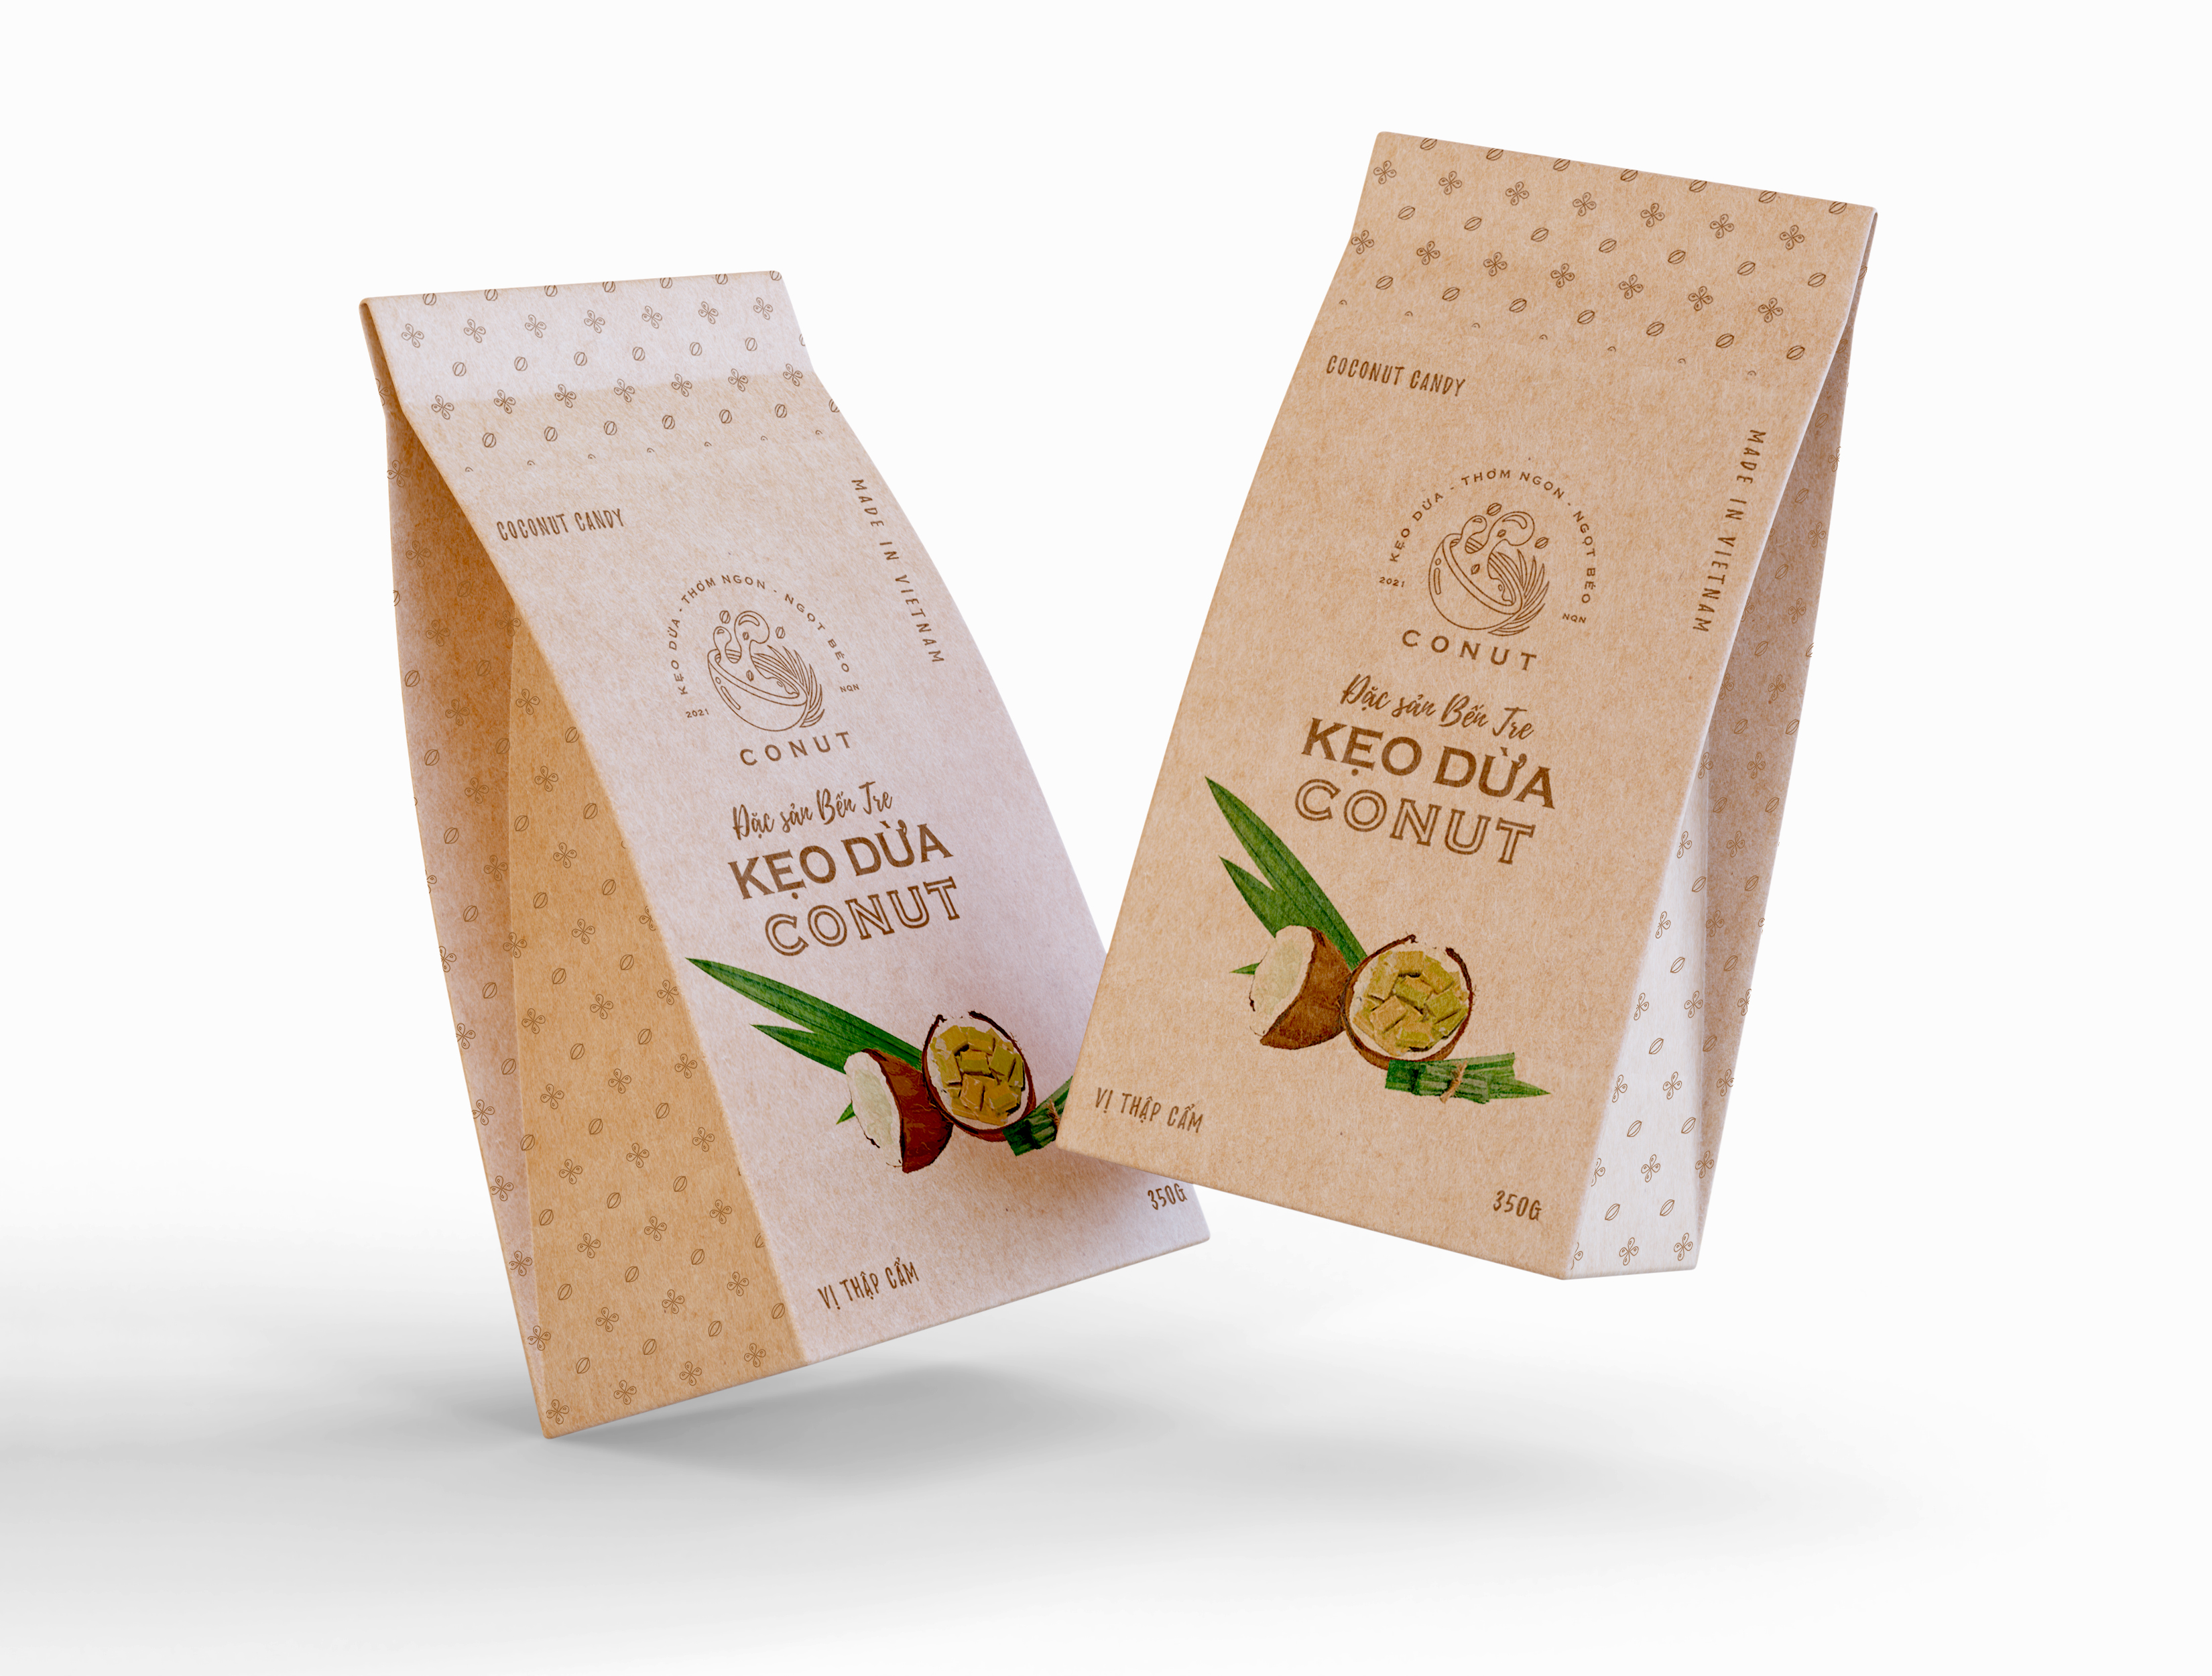 COCONUT CANDY
MADE IN VIETNAM
KẸO DỪA - THƠM NGON - NGỌT BÉO
2021
NQN
CONUT
Đặc sản Bến Tre
KẸO DỪA
CONUT
350G
VỊ THẬP CẨM
COCONUT CANDY
MADE IN VIETNAM
KẸO DỪA - THƠM NGON - NGỌT BÉO
2021
NQN
CONUT
Đặc sản Bến Tre
KẸO DỪA
CONUT
VỊ THẬP CẨM
350G